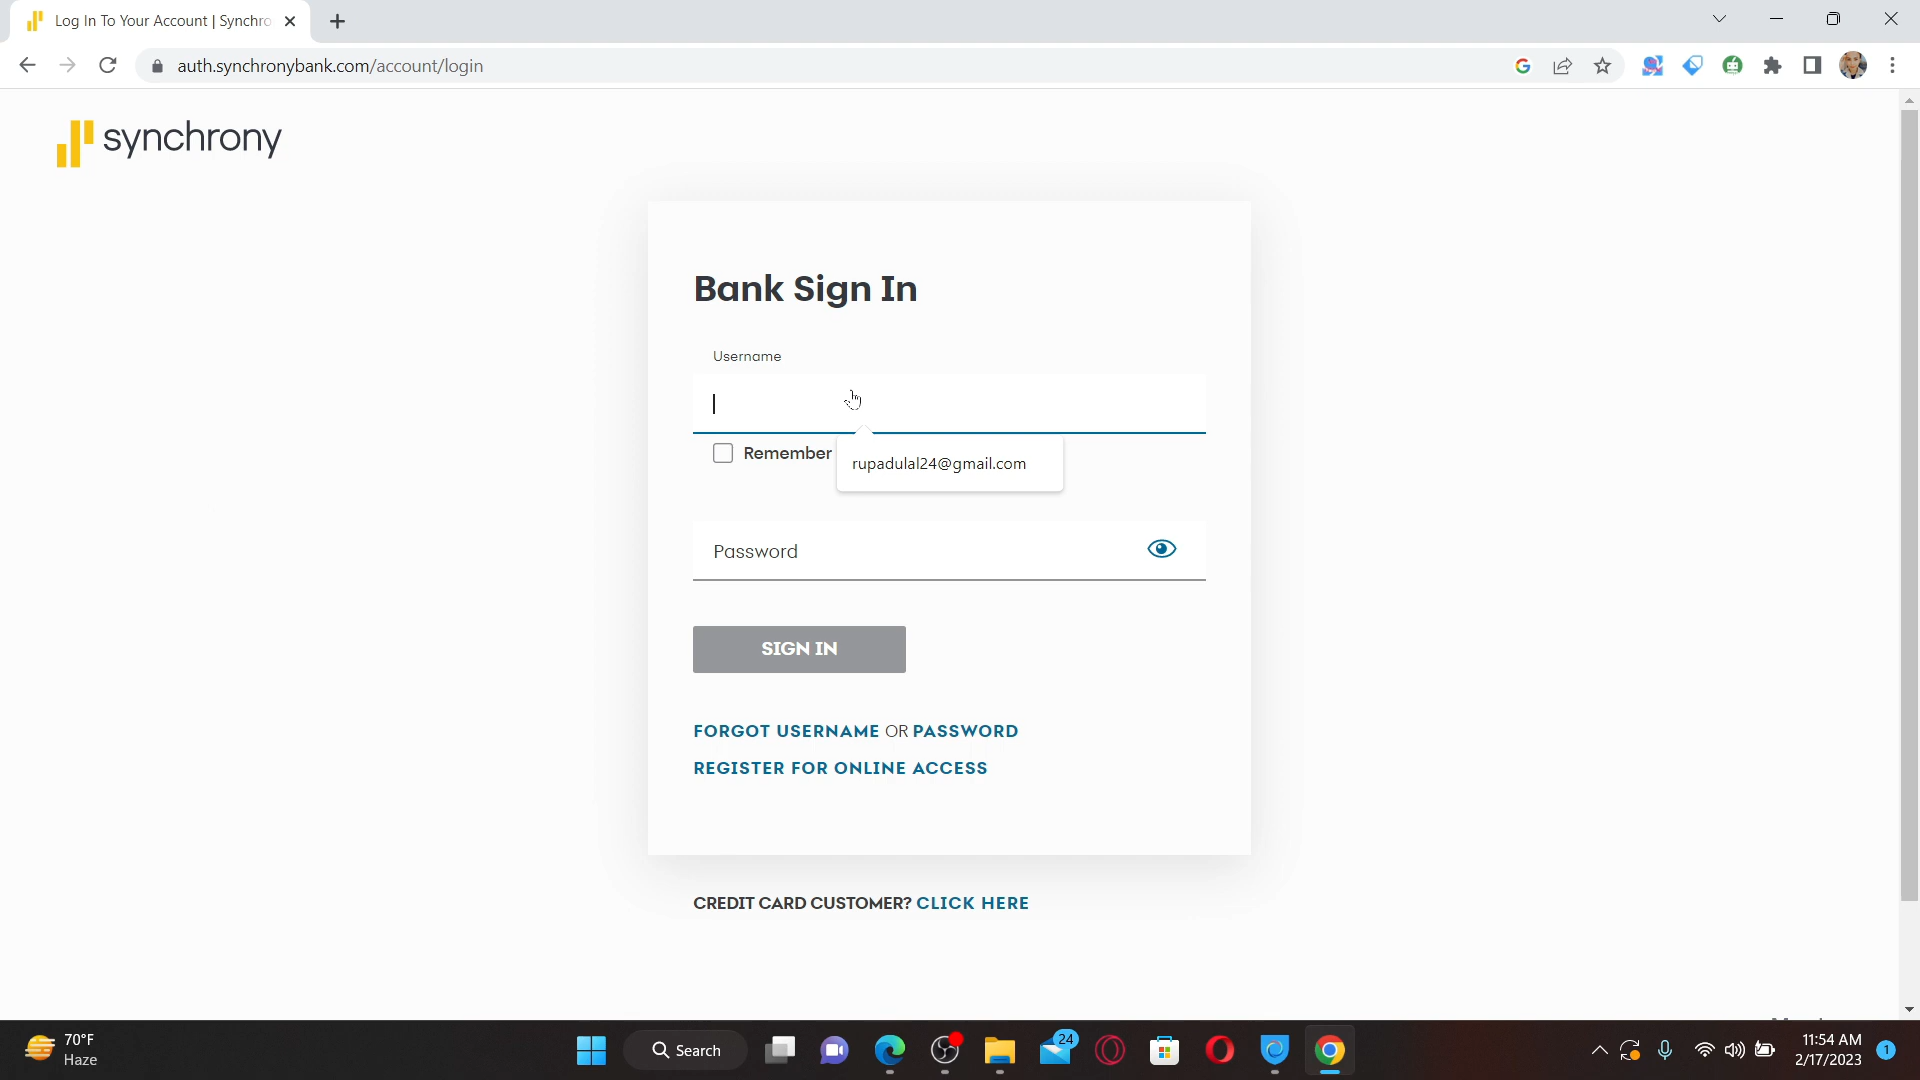 Log In To Your Account | Synchro
auth.synchronybank.com/account/login
synchrony
Bank Sign In
Username
Remember
rupadulal24@gmail.com
Password
SIGN IN
FORGOT USERNAME OR PASSWORD
REGISTER FOR ONLINE ACCESS
CREDIT CARD CUSTOMER? CLICK HERE
70°F
Haze
Search
24
11:54 AM
2/17/2023
1